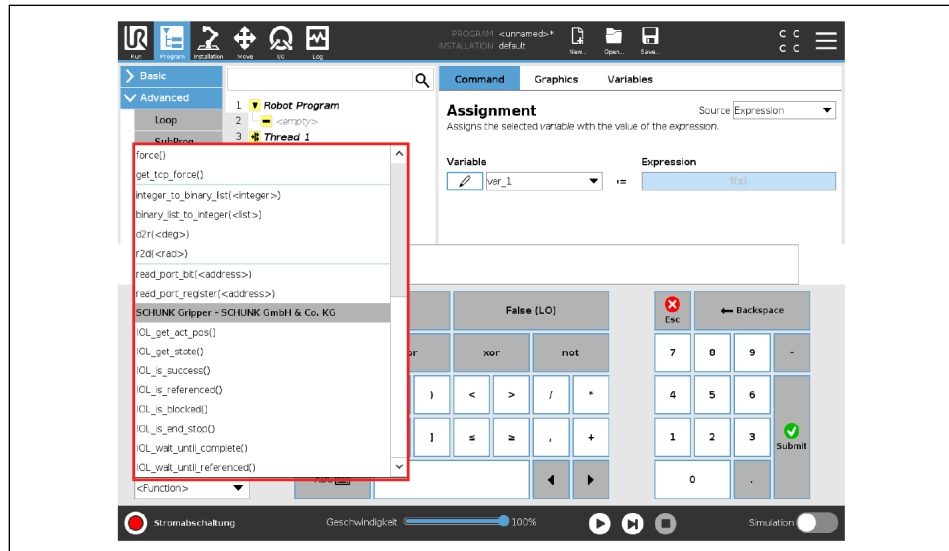 PROGRAM <unnamed>*
INSTALLATION default
Run Program Installation Move I/O Log New... Open... Save...
C C
C C
Basic
Advanced
Loop
SubProg
1 Robot Program
2 <empty>
3 Thread 1
Command Graphics Variables
Assignment
Source Expression
Assigns the selected variable with the value of the expression.
Variable Expression
var_1 := f(x)
force()
get_tcp_force()
integer_to_binary_list(<integer>)
binary_list_to_integer(<list>)
d2r(<deg>)
r2d(<rad>)
read_port_bit(<address>)
read_port_register(<address>)
SCHUNK Gripper - SCHUNK GmbH & Co. KG
IOL_get_act_pos()
IOL_get_state()
IOL_is_success()
IOL_is_referenced()
IOL_is_blocked()
IOL_is_end_stop()
IOL_wait_until_complete()
IOL_wait_until_referenced()
<Function>
False (LO)
Esc
← Backspace
xor not
7 8 9 -
) < > / *
4 5 6
] ≤ ≥ , +
1 2 3
Submit
0 .
Stromabschaltung Geschwindigkeit 100% Simulation